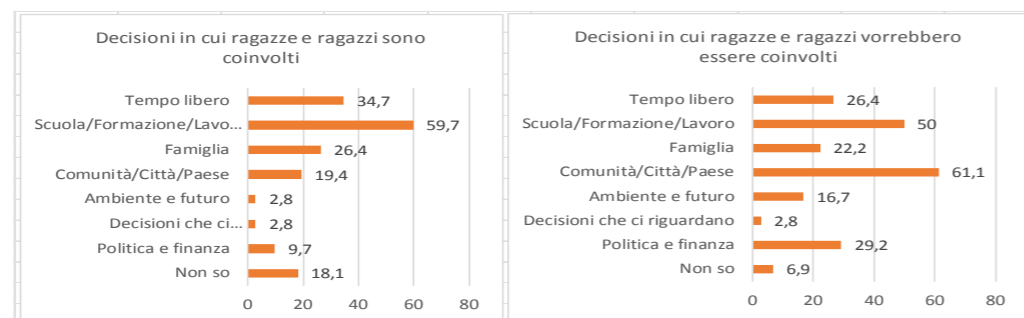 Decisioni in cui ragazze e ragazzi sono
coinvolti
Tempo libero 34,7
Scuola/Formazione/Lavo... 59,7
Famiglia 26,4
Comunità/Città/Paese 19,4
Ambiente e futuro 2,8
Decisioni che ci... 2,8
Politica e finanza 9,7
Non so 18,1
0 20 40 60 80
Decisioni in cui ragazze e ragazzi vorrebbero
essere coinvolti
Tempo libero 26,4
Scuola/Formazione/Lavoro 50
Famiglia 22,2
Comunità/Città/Paese 61,1
Ambiente e futuro 16,7
Decisioni che ci riguardano 2,8
Politica e finanza 29,2
Non so 6,9
0 20 40 60 80